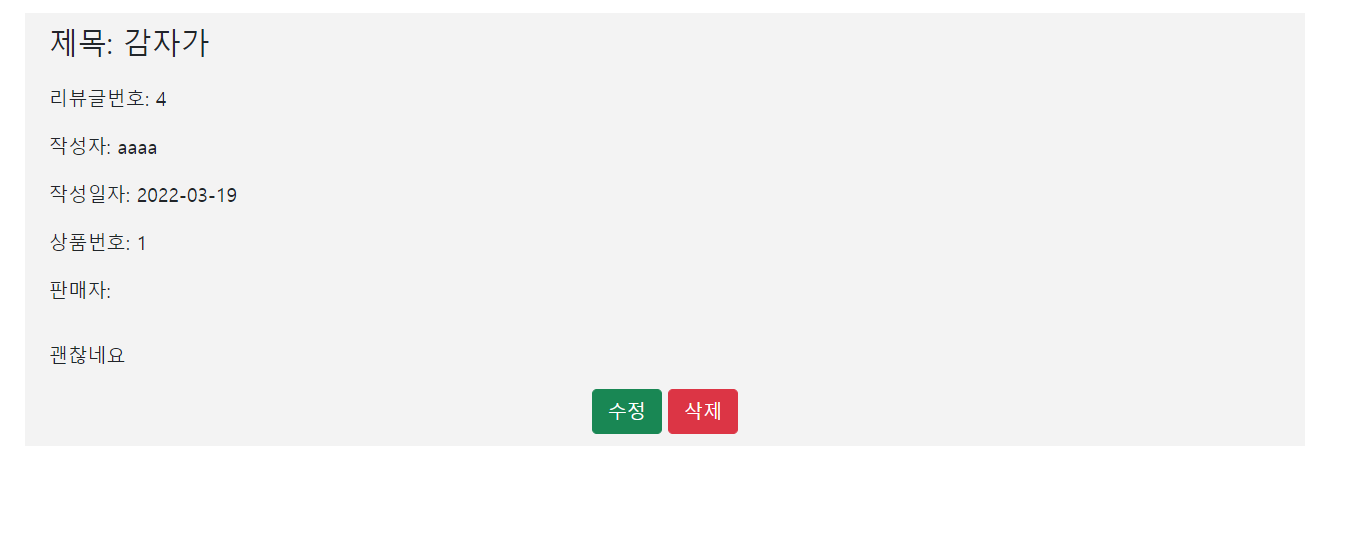 제목: 감자가
리뷰글번호: 4
작성자: aaaa
작성일자: 2022-03-19
상품번호: 1
판매자:
괜찮네요
수정 삭제